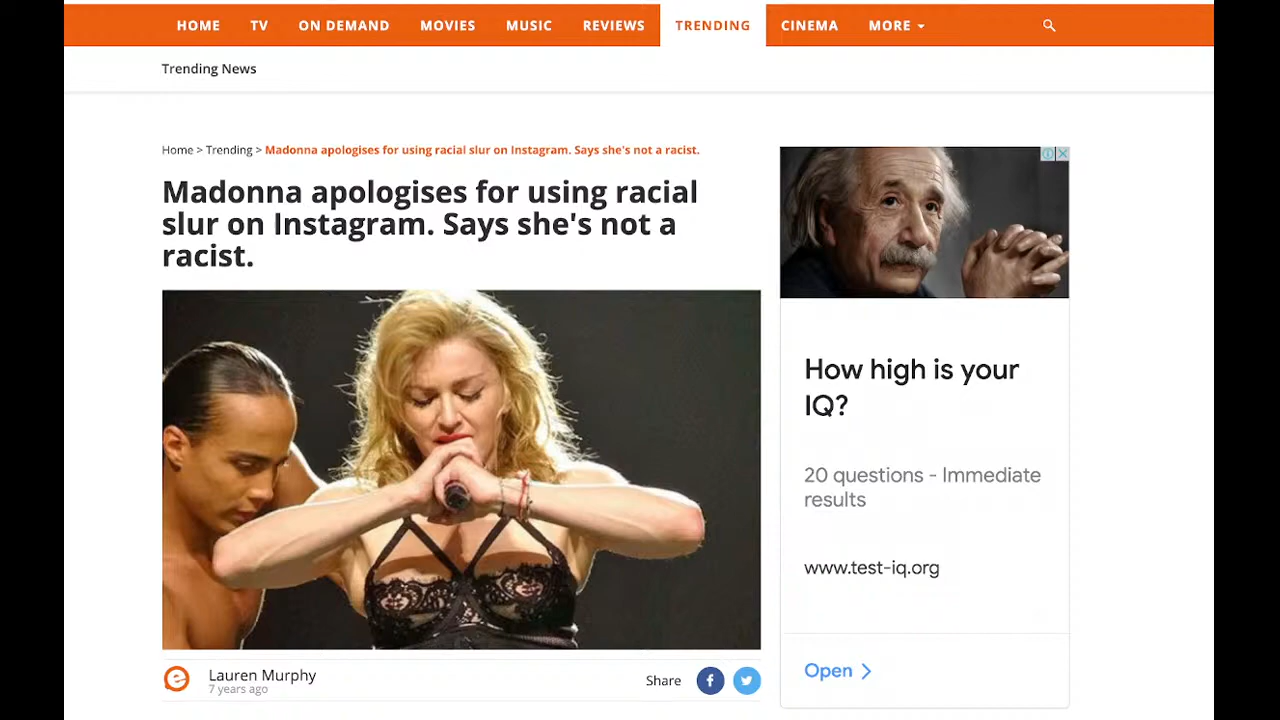 HOME TV ON DEMAND MOVIES MUSIC REVIEWS TRENDING CINEMA MORE
Trending News
Home > Trending > Madonna apologises for using racial slur on Instagram. Says she's not a racist.
Madonna apologises for using racial
slur on Instagram. Says she's not a
racist.
Lauren Murphy
7 years ago
Share
How high is your
IQ?
20 questions - Immediate
results
www.test-iq.org
Open